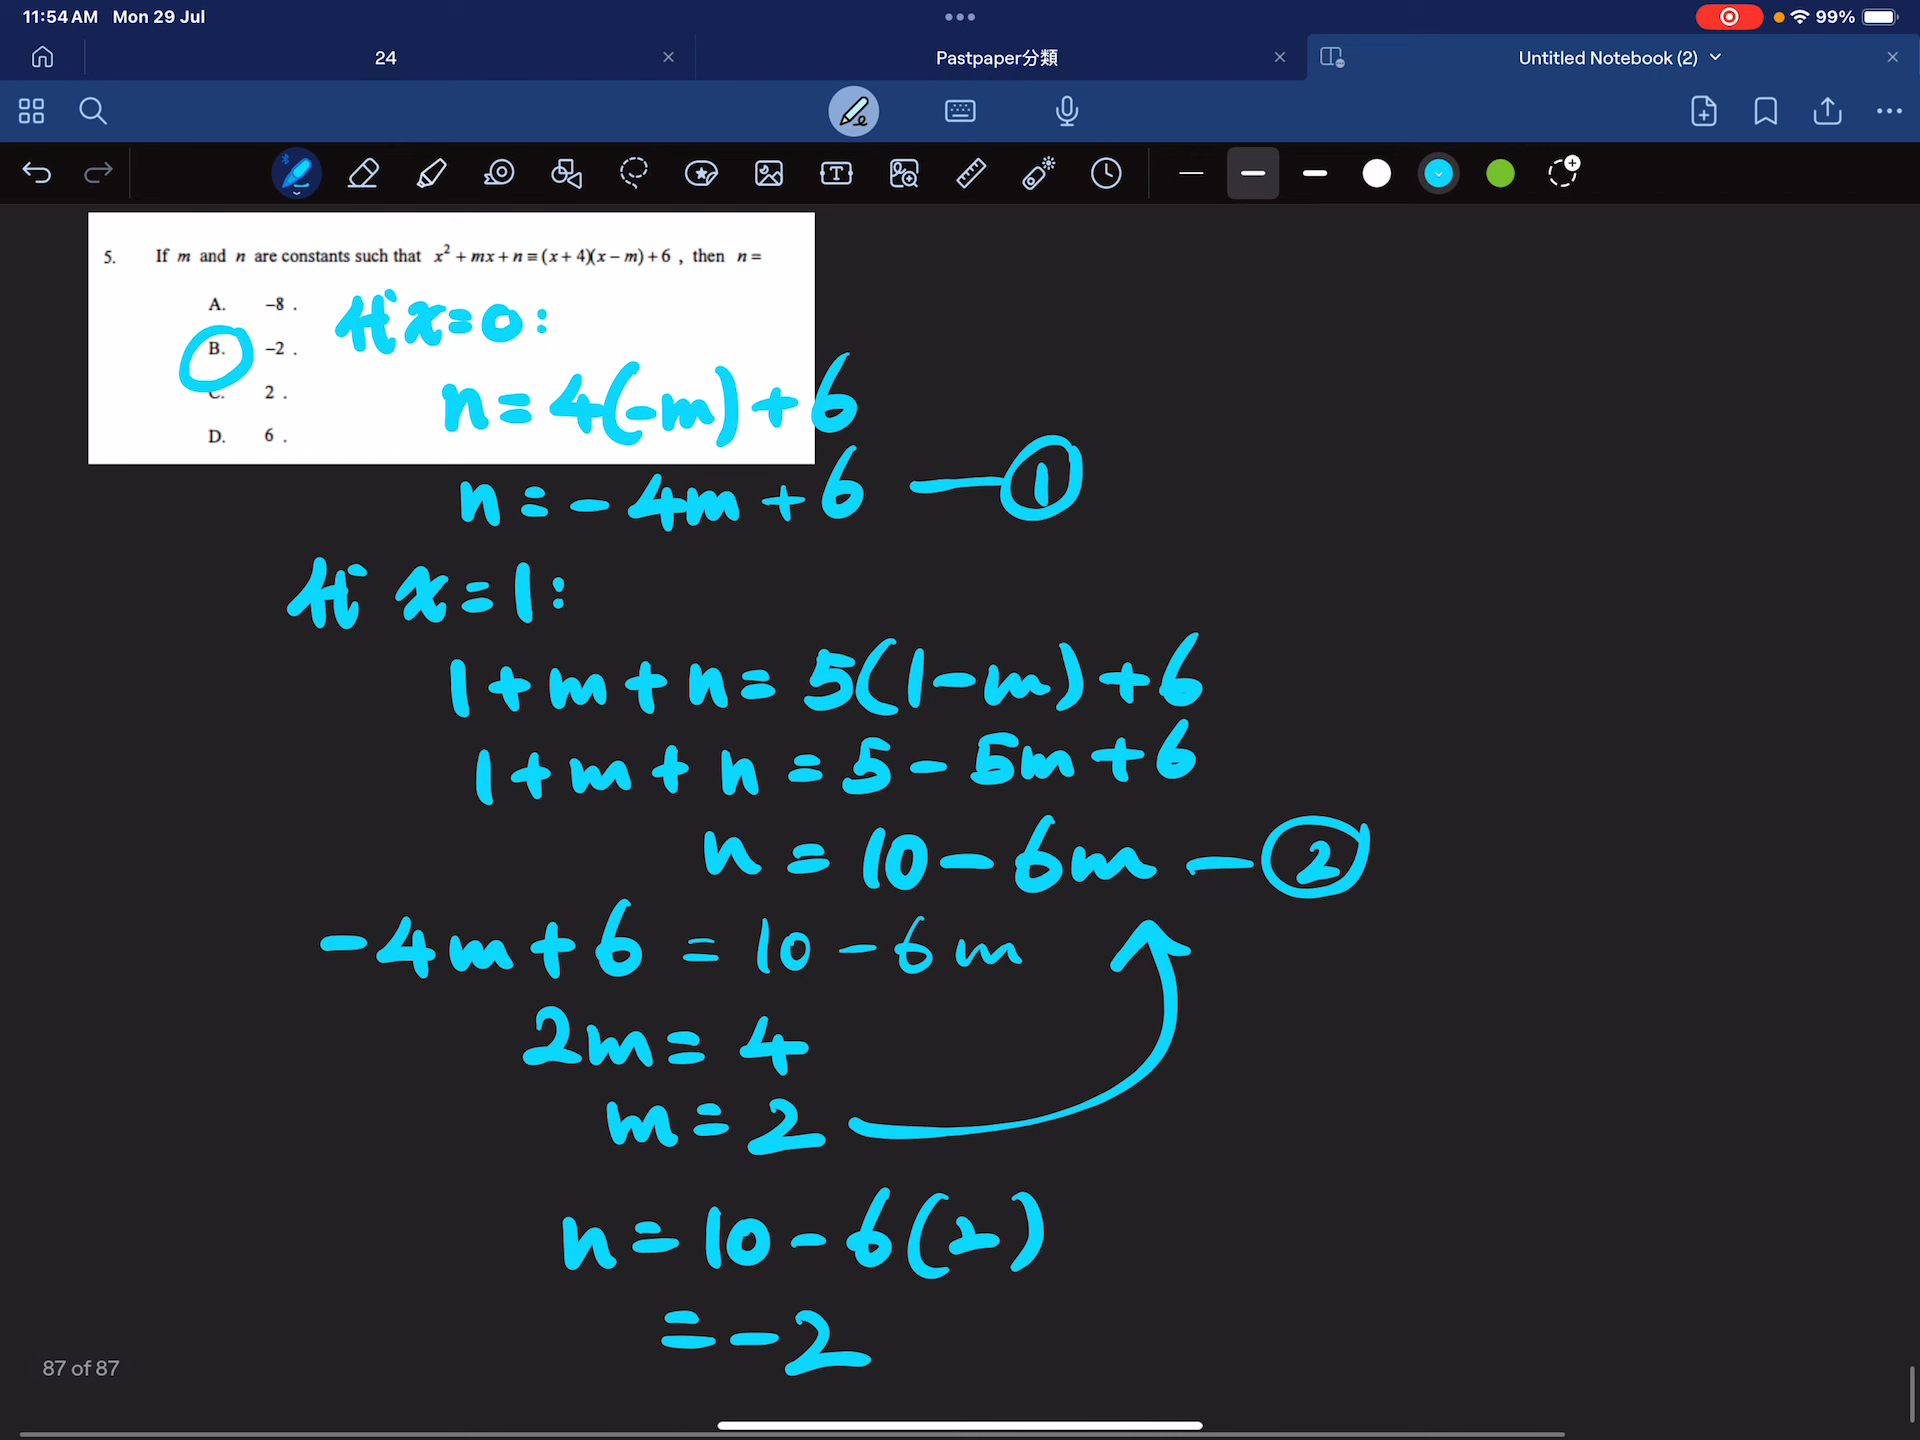 11:54 AM Mon 29 Jul
99%
24
Pastpaper分類
Untitled Notebook (2)
5. If m and n are constants such that x² + mx + n ≡ (x + 4)(x − m) + 6 , then n =
A. −8 .
B. −2 .
C. 2 .
D. 6 .
代 x = 0 :
n = 4(-m) + 6
n = - 4m + 6 — ①
代 x = 1 :
1 + m + n = 5(1 - m) + 6
1 + m + n = 5 - 5m + 6
n = 10 - 6m — ②
-4m + 6 = 10 - 6m
2m = 4
m = 2
n = 10 - 6(2)
= -2
87 of 87